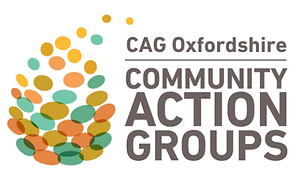 CAG Oxfordshire
COMMUNITY
ACTION
GROUPS